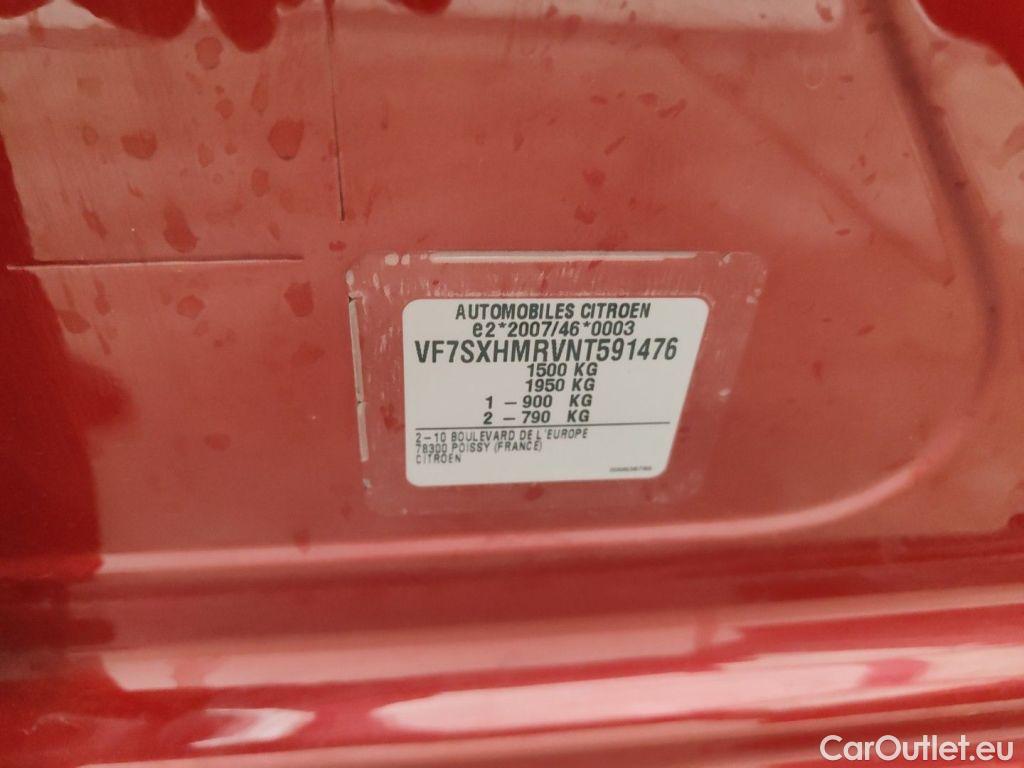 AUTOMOBILES CITROEN
e2*2007/46*0003
VF7SXHMRVNT591476
1500 KG
1950 KG
1 - 900 KG
2 - 790 KG
2-10 BOULEVARD DE L'EUROPE
78300 POISSY (FRANCE)
CITROEN
CarOutlet.eu